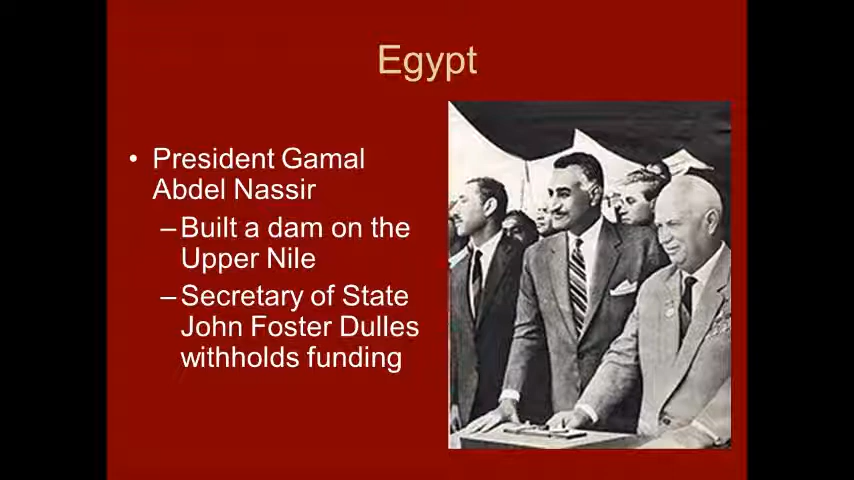 Egypt
• President Gamal
Abdel Nassir
–Built a dam on the
Upper Nile
–Secretary of State
John Foster Dulles
withholds funding